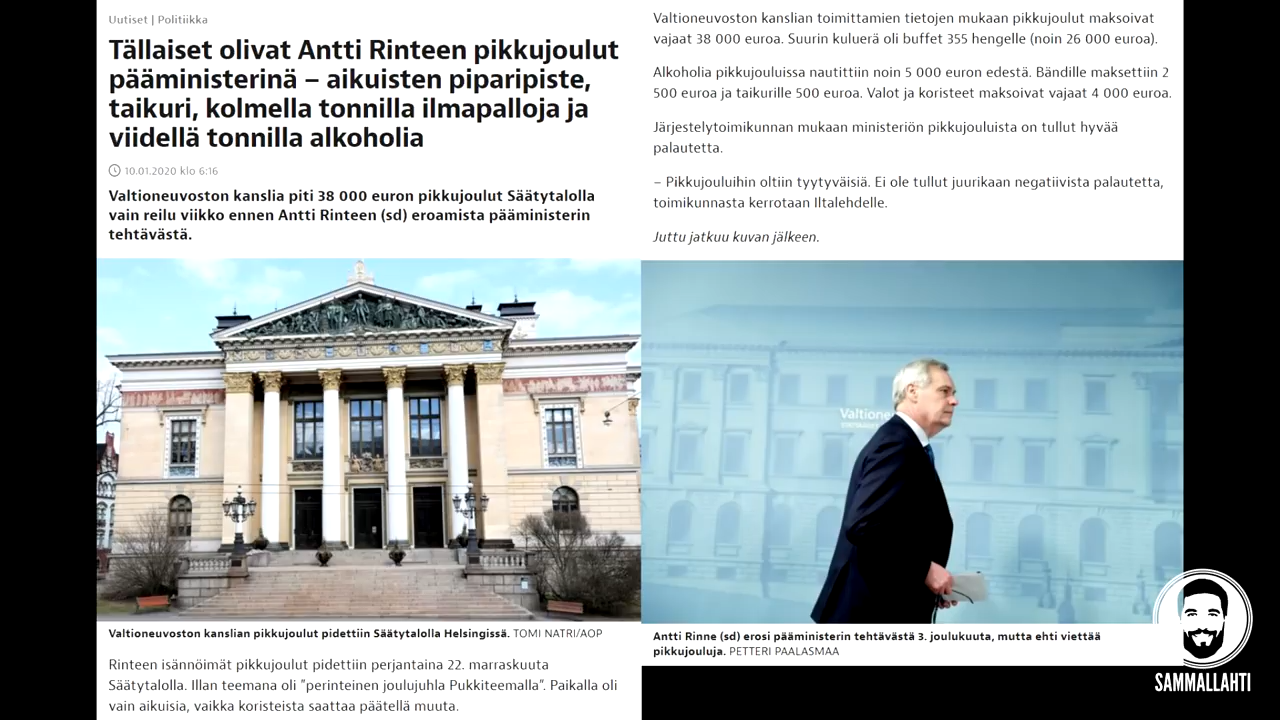 Uutiset | Politiikka
Tällaiset olivat Antti Rinteen pikkujoulut
pääministerinä – aikuisten piparipiste,
taikuri, kolmella tonnilla ilmapalloja ja
viidellä tonnilla alkoholia
10.01.2020 klo 6:16
Valtioneuvoston kanslia piti 38 000 euron pikkujoulut Säätytalolla
vain reilu viikko ennen Antti Rinteen (sd) eroamista pääministerin
tehtävästä.
Valtioneuvoston kanslian pikkujoulut pidettiin Säätytalolla Helsingissä. TOMI NATRI/AOP
Rinteen isännöimät pikkujoulut pidettiin perjantaina 22. marraskuuta
Säätytalolla. Illan teemana oli "perinteinen joulujuhla Pukkiteemalla". Paikalla oli
vain aikuisia, vaikka koristeista saattaa päätellä muuta.
Valtioneuvoston kanslian toimittamien tietojen mukaan pikkujoulut maksoivat
vajaat 38 000 euroa. Suurin kuluerä oli buffet 355 hengelle (noin 26 000 euroa).
Alkoholia pikkujouluissa nautittiin noin 5 000 euron edestä. Bändille maksettiin 2
500 euroa ja taikurille 500 euroa. Valot ja koristeet maksoivat vajaat 4 000 euroa.
Järjestelytoimikunnan mukaan ministeriön pikkujouluista on tullut hyvää
palautetta.
– Pikkujouluihin oltiin tyytyväisiä. Ei ole tullut juurikaan negatiivista palautetta,
toimikunnasta kerrotaan Iltalehdelle.
Juttu jatkuu kuvan jälkeen.
Valtione
Antti Rinne (sd) erosi pääministerin tehtävästä 3. joulukuuta, mutta ehti viettää
pikkujouluja. PETTERI PAALASMAA
SAMMALLAHTI